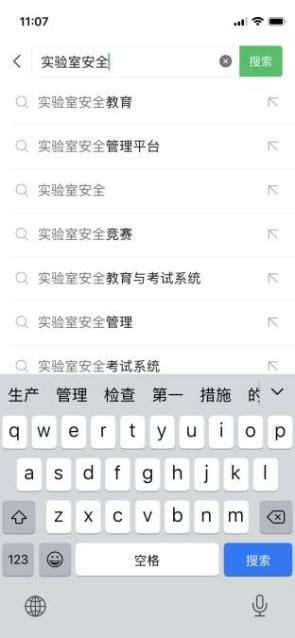 11:07
实验室安全 搜索
实验室安全教育
实验室安全管理平台
实验室安全
实验室安全竞赛
实验室安全教育与考试系统
实验室安全管理
实验室安全考试系统
生产 管理 检查 第一 措施 的
q w e r t y u i o p
a s d f g h j k l
z x c v b n m
123 空格 搜索